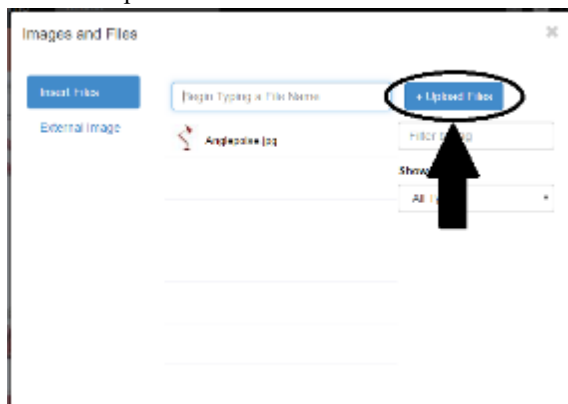 Images and Files
Insert Files
Begin Typing a File Name
+ Upload Files
External Image
Anglepoise.jpg
Filter
Show
All